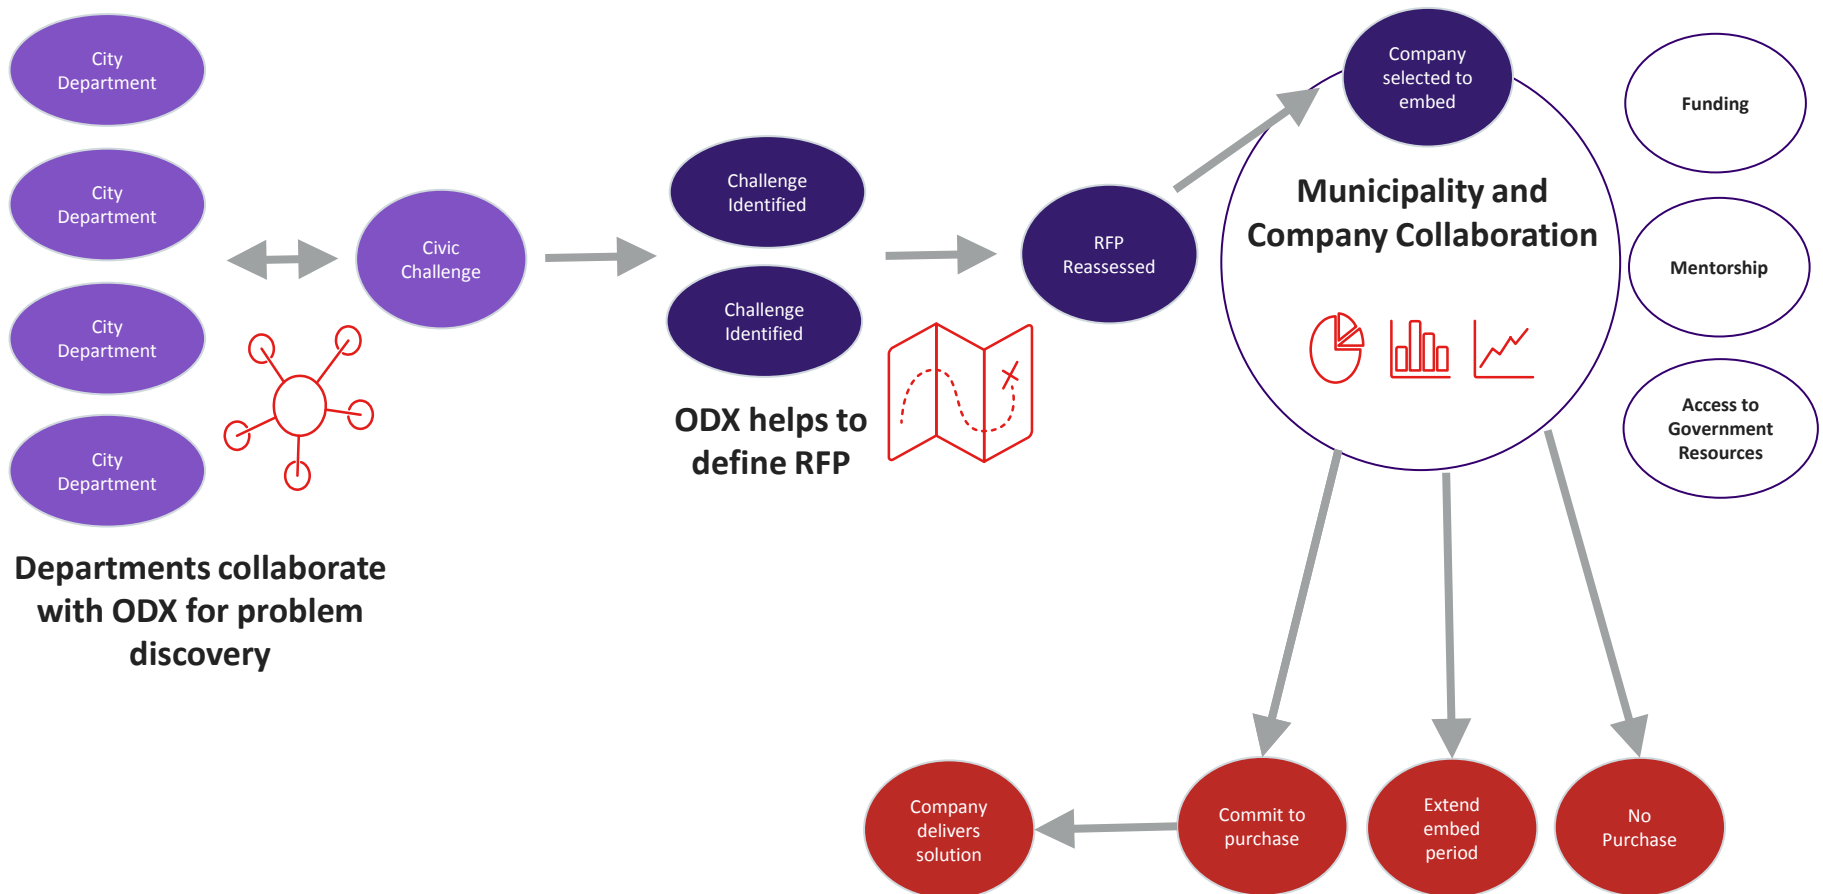 City
Department
City
Department
City
Department
City
Department
Departments collaborate
with ODX for problem
discovery
Civic
Challenge
Challenge
Identified
Challenge
Identified
ODX helps to
define RFP
RFP
Reassessed
Company
selected to
embed
Municipality and
Company Collaboration
Funding
Mentorship
Access to
Government
Resources
Company
delivers
solution
Commit to
purchase
Extend
embed
period
No
Purchase